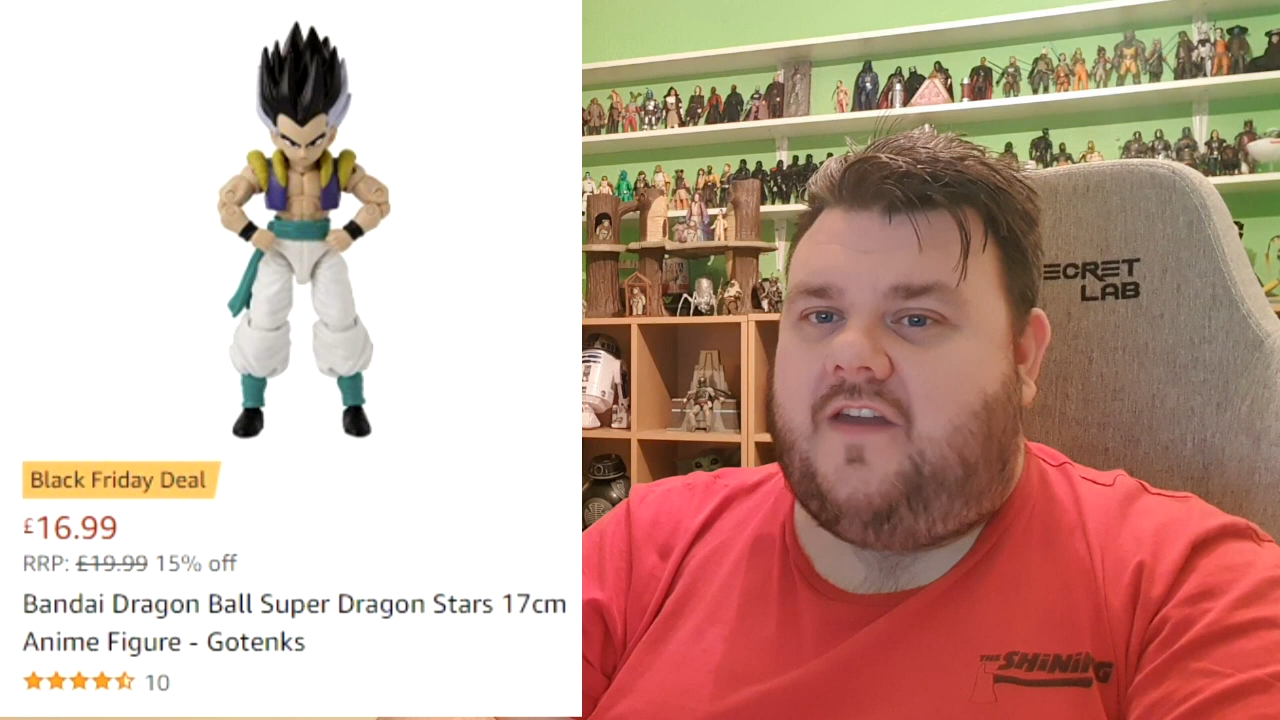 Black Friday Deal
£16.99
RRP: £19.99 15% off
Bandai Dragon Ball Super Dragon Stars 17cm
Anime Figure - Gotenks
10
ECRET
LAB
THE SHiNiNG